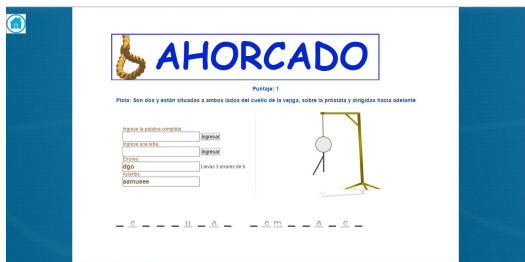 AHORCADO
Puntaje: 1
Pista: Son dos y están situadas a ambos lados del cuello de la vejiga, sobre la próstata y dirigidas hacia adelante
Ingrese la palabra completa:
Ingresar
Ingrese una letra:
Ingresar
Errores:
dgo Llevas 3 errores de 6.
Aciertos:
aamueee
_ e _ _ _ u _ a _ _ e m _ a _ e _